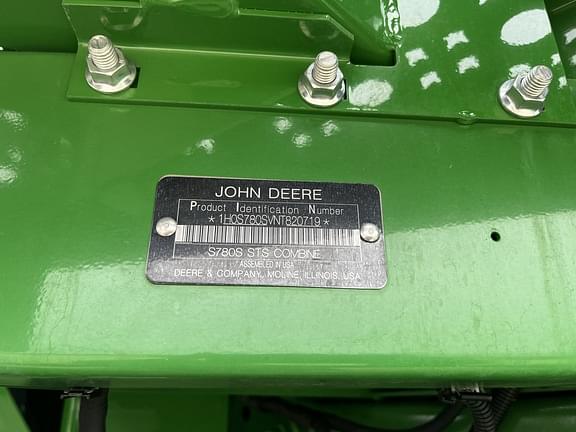 JOHN DEERE
Product Identification Number
*1H0S780SVNT820719*
S780S STS COMBINE
ASSEMBLED IN USA
DEERE & COMPANY, MOLINE, ILLINOIS, USA